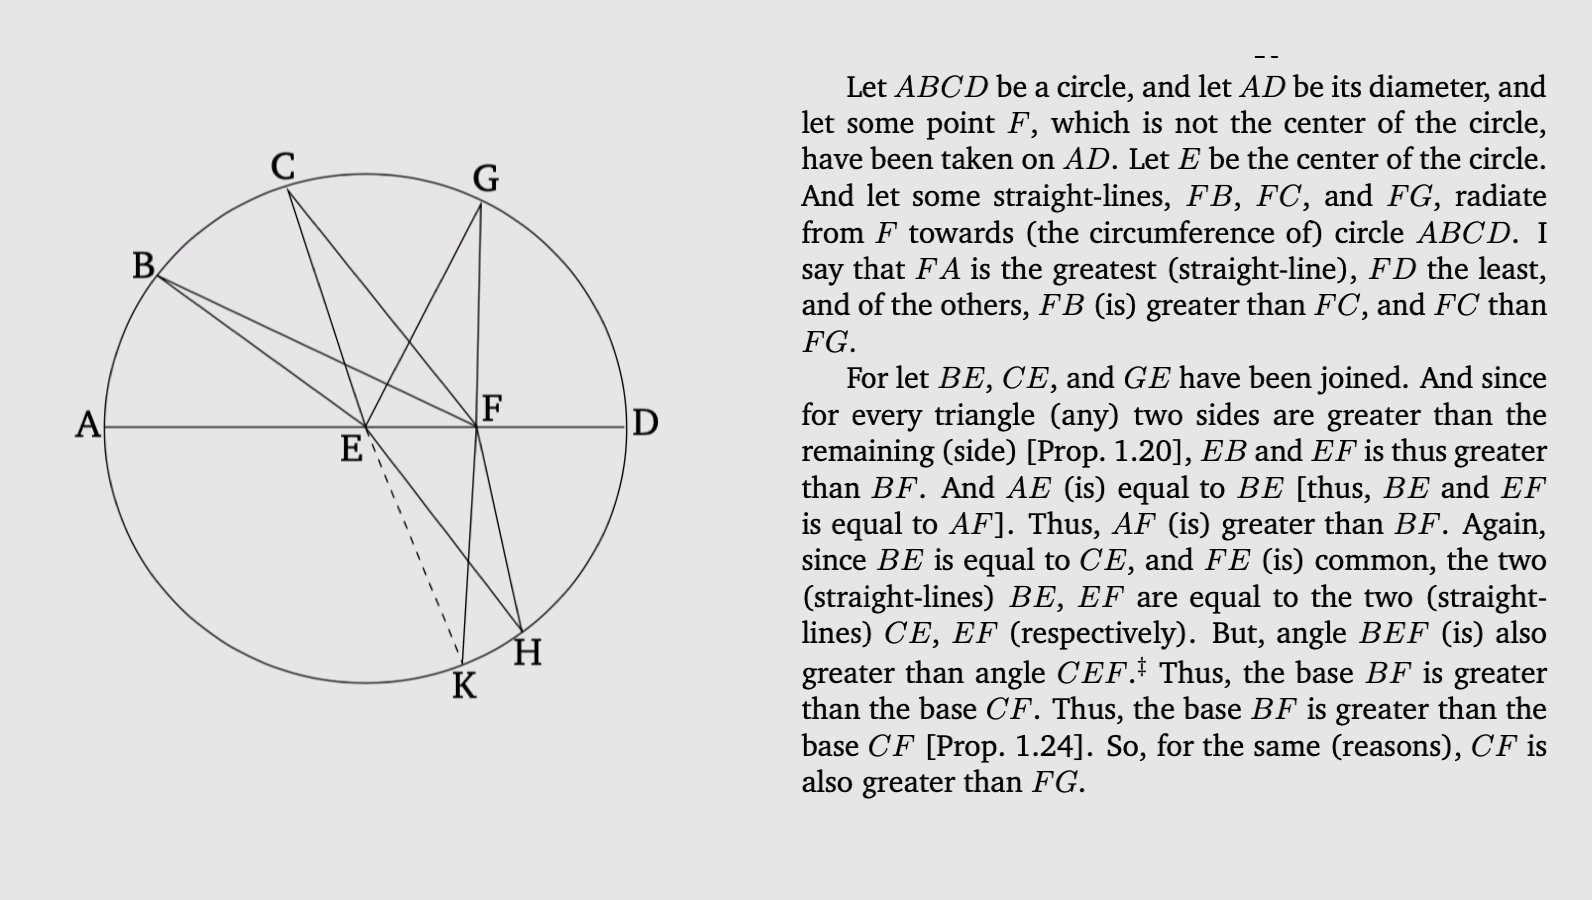 C
G
B
A
E
F
D
H
K
Let ABCD be a circle, and let AD be its diameter, and
let some point F, which is not the center of the circle,
have been taken on AD. Let E be the center of the circle.
And let some straight-lines, FB, FC, and FG, radiate
from F towards (the circumference of) circle ABCD. I
say that FA is the greatest (straight-line), FD the least,
and of the others, FB (is) greater than FC, and FC than
FG.
For let BE, CE, and GE have been joined. And since
for every triangle (any) two sides are greater than the
remaining (side) [Prop. 1.20], EB and EF is thus greater
than BF. And AE (is) equal to BE [thus, BE and EF
is equal to AF]. Thus, AF (is) greater than BF. Again,
since BE is equal to CE, and FE (is) common, the two
(straight-lines) BE, EF are equal to the two (straight-
lines) CE, EF (respectively). But, angle BEF (is) also
greater than angle CEF.‡ Thus, the base BF is greater
than the base CF. Thus, the base BF is greater than the
base CF [Prop. 1.24]. So, for the same (reasons), CF is
also greater than FG.